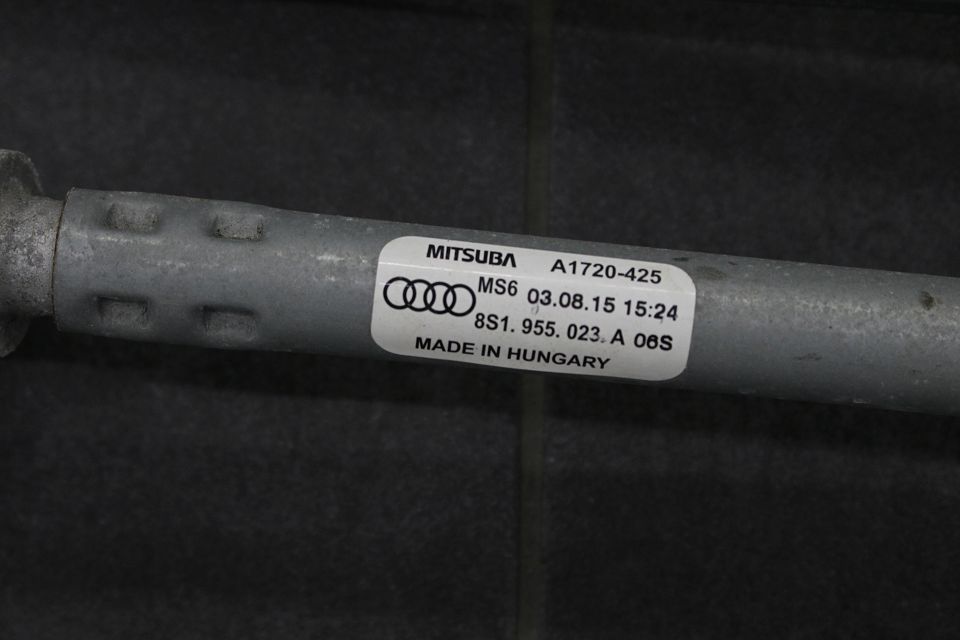 MITSUBA A1720-425
MS6 03.08.15 15:24
8S1. 955. 023. A 06S
MADE IN HUNGARY